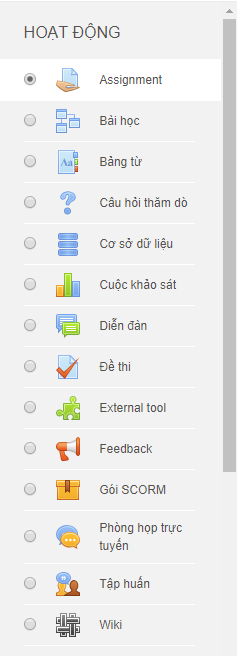 HOẠT ĐỘNG
Assignment
Bài học
Bảng từ
Câu hỏi thăm dò
Cơ sở dữ liệu
Cuộc khảo sát
Diễn đàn
Đề thi
External tool
Feedback
Gói SCORM
Phòng họp trực
tuyến
Tập huấn
Wiki